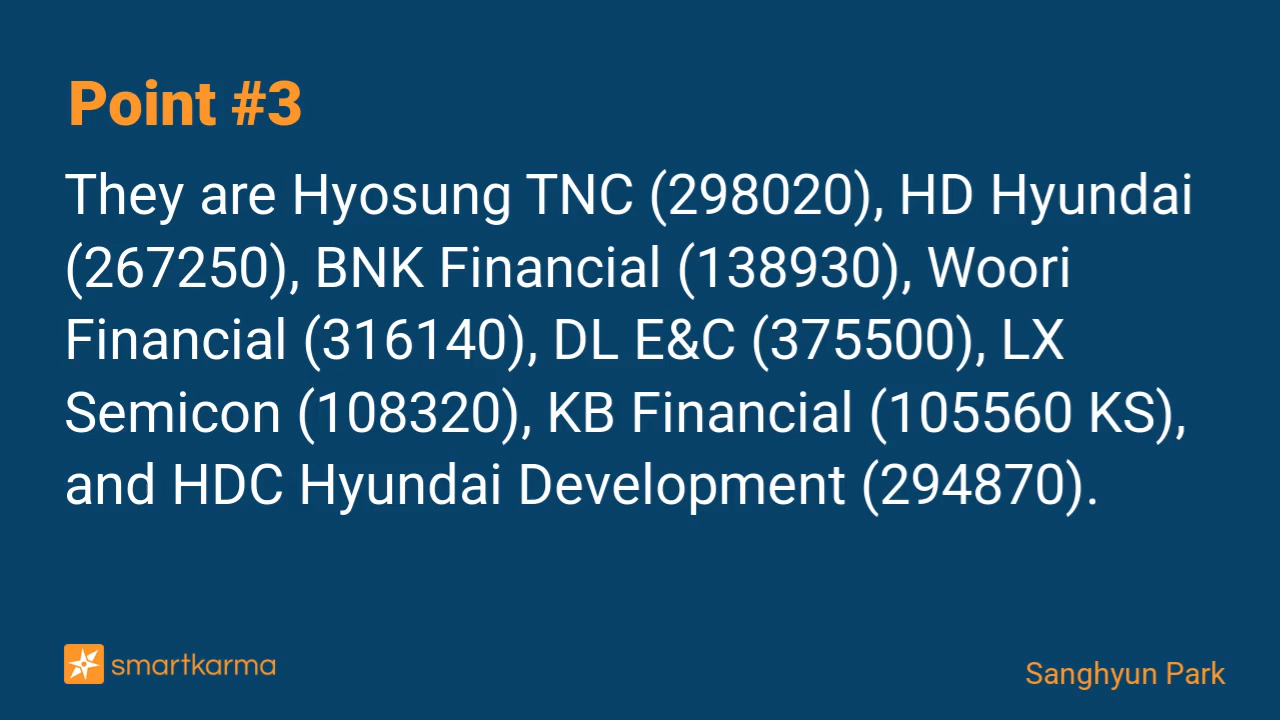 Point #3
They are Hyosung TNC (298020), HD Hyundai
(267250), BNK Financial (138930), Woori
Financial (316140), DL E&C (375500), LX
Semicon (108320), KB Financial (105560 KS),
and HDC Hyundai Development (294870).
smartkarma
Sanghyun Park